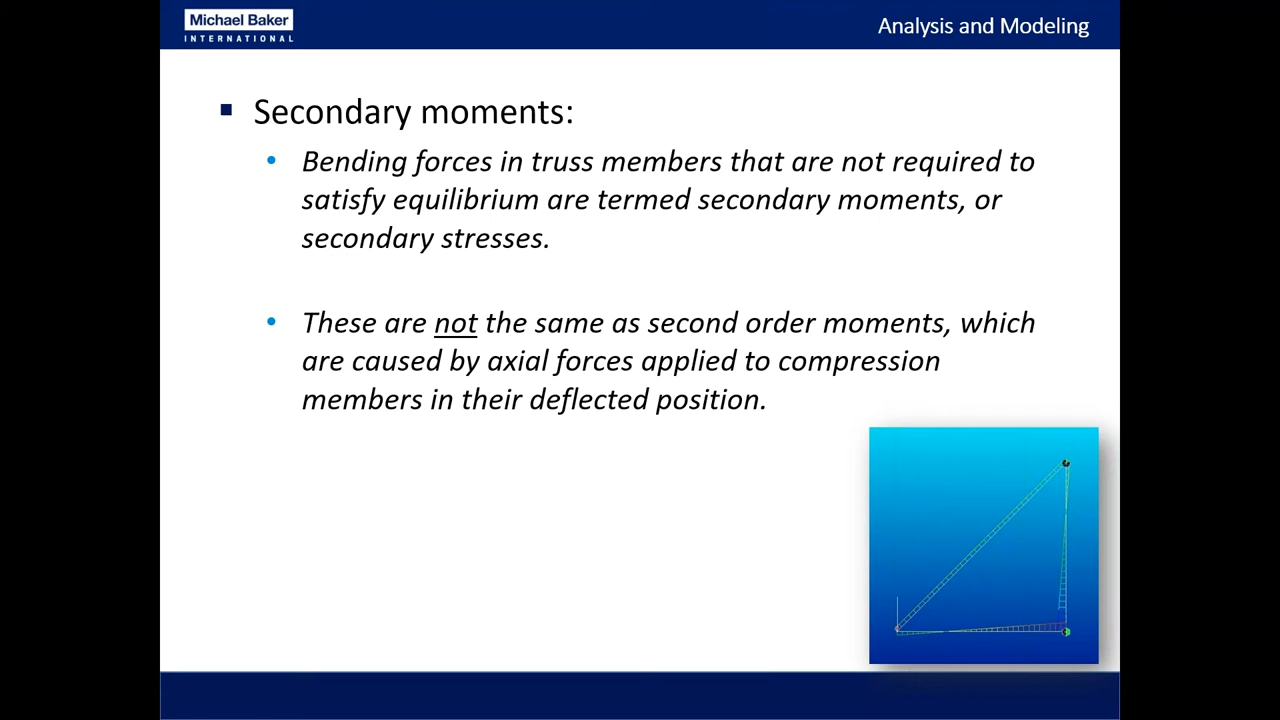 Michael Baker
INTERNATIONAL
Analysis and Modeling
Secondary moments:
Bending forces in truss members that are not required to
satisfy equilibrium are termed secondary moments, or
secondary stresses.
These are not the same as second order moments, which
are caused by axial forces applied to compression
members in their deflected position.